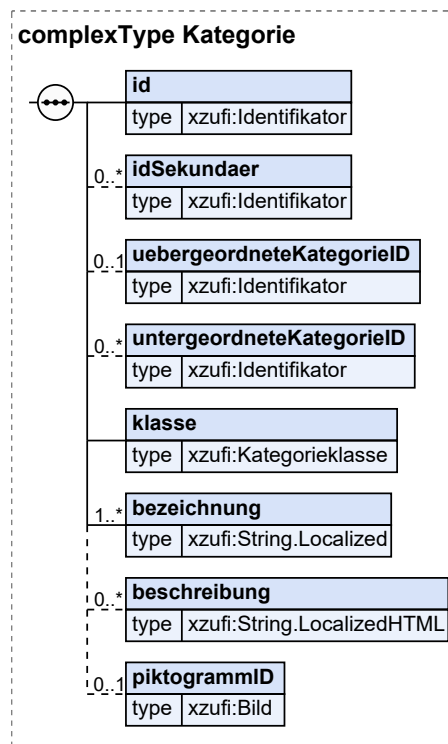 complexType Kategorie
id
type xzufi:Identifikator
0..*
idSekundaer
type xzufi:Identifikator
0..1
uebergeordneteKategorieID
type xzufi:Identifikator
0..*
untergeordneteKategorieID
type xzufi:Identifikator
klasse
type xzufi:Kategorieklasse
1..*
bezeichnung
type xzufi:String.Localized
0..*
beschreibung
type xzufi:String.LocalizedHTML
0..1
piktogrammID
type xzufi:Bild